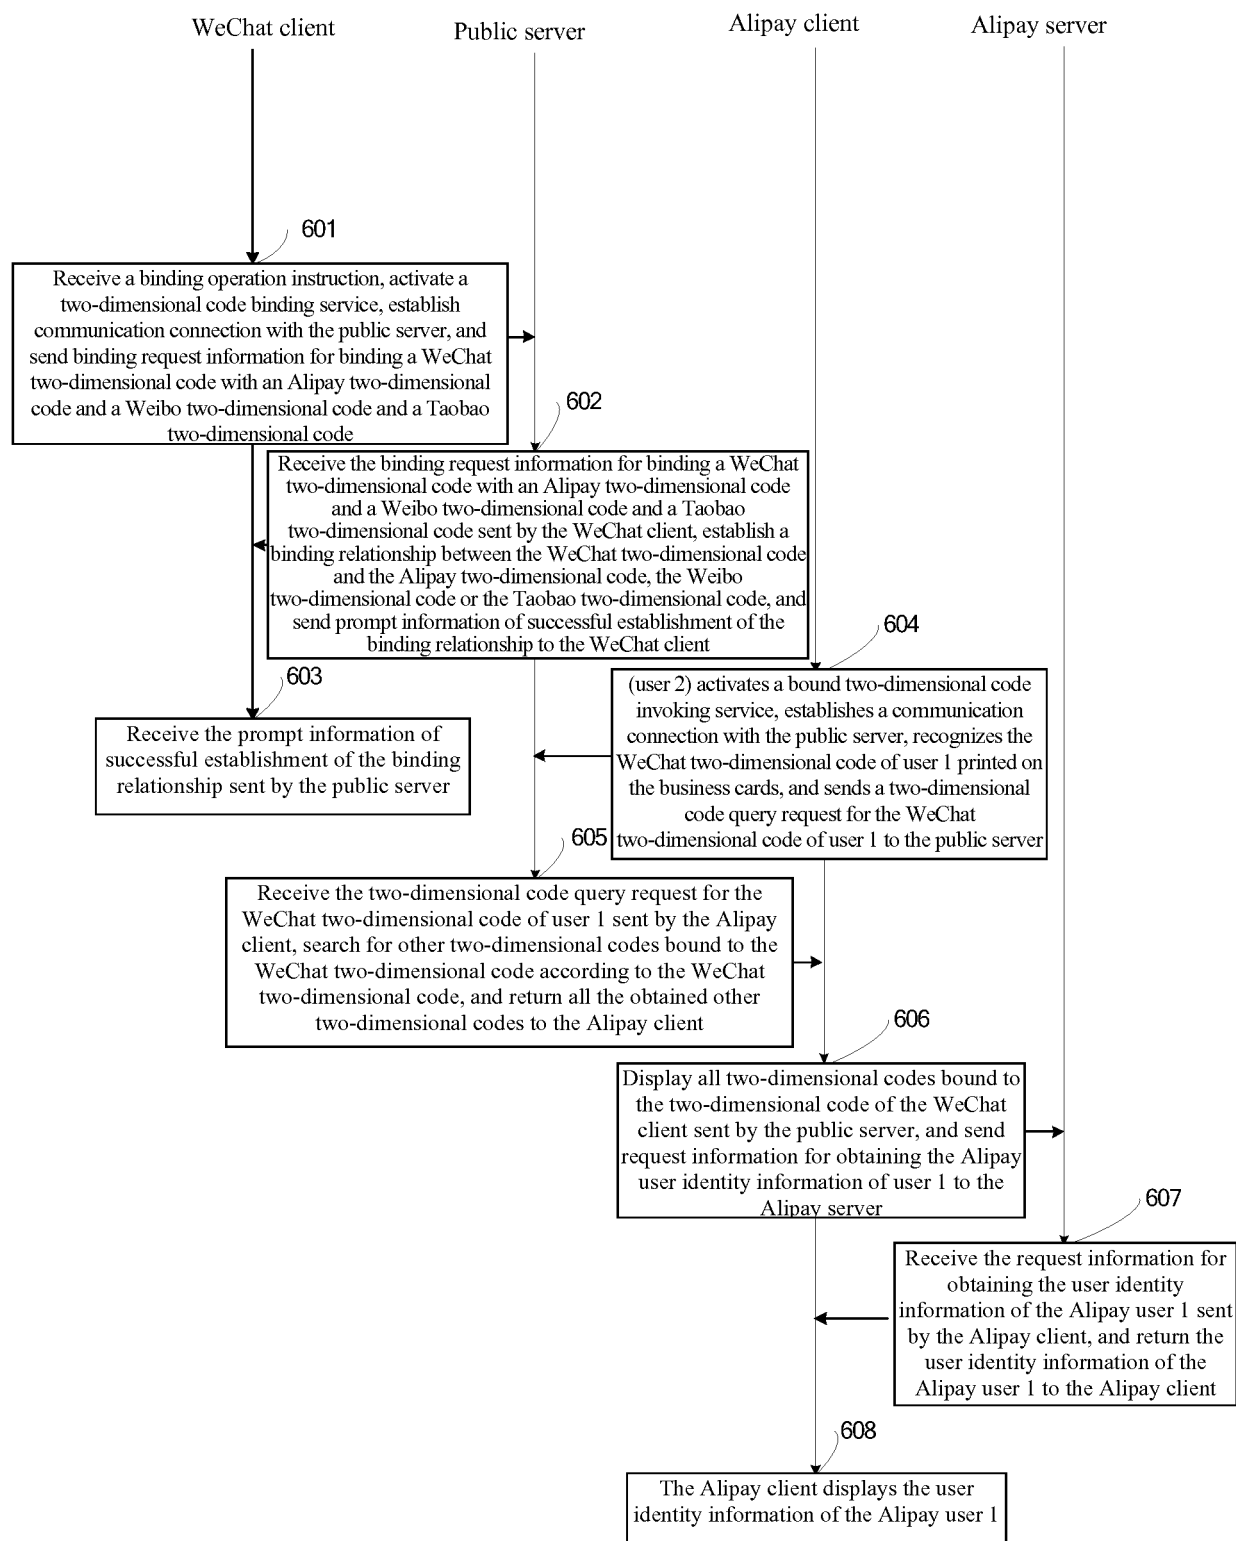 WeChat client
Public server
Alipay client
Alipay server
601
Receive a binding operation instruction, activate a
two-dimensional code binding service, establish
communication connection with the public server, and
send binding request information for binding a WeChat
two-dimensional code with an Alipay two-dimensional
code and a Weibo two-dimensional code and a Taobao
two-dimensional code
602
Receive the binding request information for binding a WeChat
two-dimensional code with an Alipay two-dimensional code
and a Weibo two-dimensional code and a Taobao
two-dimensional code sent by the WeChat client, establish a
binding relationship between the WeChat two-dimensional code
and the Alipay two-dimensional code, the Weibo
two-dimensional code or the Taobao two-dimensional code, and
send prompt information of successful establishment of the
binding relationship to the WeChat client
603
Receive the prompt information of
successful establishment of the binding
relationship sent by the public server
604
(user 2) activates a bound two-dimensional code
invoking service, establishes a communication
connection with the public server, recognizes the
WeChat two-dimensional code of user 1 printed on
the business cards, and sends a two-dimensional
code query request for the WeChat
two-dimensional code of user 1 to the public server
605
Receive the two-dimensional code query request for the
WeChat two-dimensional code of user 1 sent by the Alipay
client, search for other two-dimensional codes bound to the
WeChat two-dimensional code according to the WeChat
two-dimensional code, and return all the obtained other
two-dimensional codes to the Alipay client
606
Display all two-dimensional codes bound to
the two-dimensional code of the WeChat
client sent by the public server, and send
request information for obtaining the Alipay
user identity information of user 1 to the
Alipay server
607
Receive the request information for
obtaining the user identity
information of the Alipay user 1 sent
by the Alipay client, and return the
user identity information of the
Alipay user 1 to the Alipay client
608
The Alipay client displays the user
identity information of the Alipay user 1